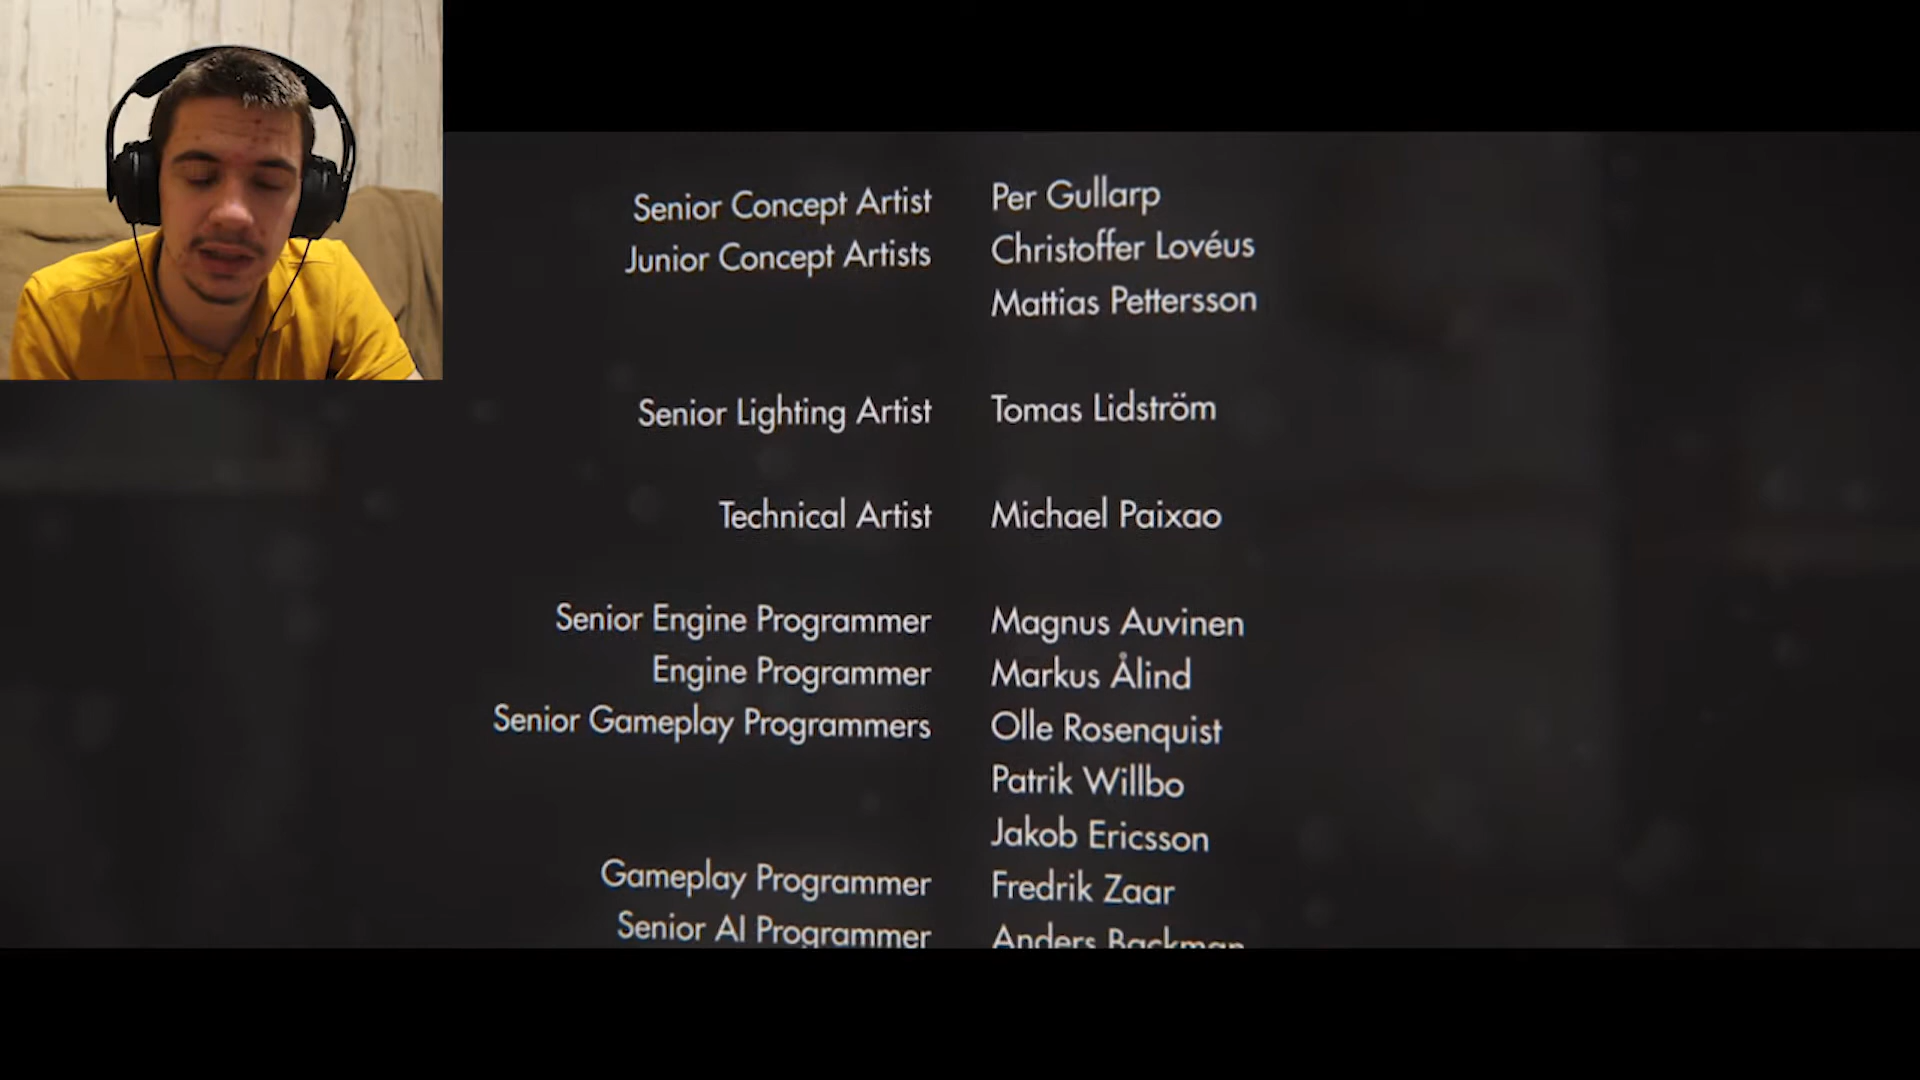 Senior Concept Artist Per Gullarp
Junior Concept Artists Christoffer Lovéus
Mattias Pettersson
Senior Lighting Artist Tomas Lidström
Technical Artist Michael Paixao
Senior Engine Programmer Magnus Auvinen
Engine Programmer Markus Ålind
Senior Gameplay Programmers Olle Rosenquist
Patrik Willbo
Jakob Ericsson
Gameplay Programmer Fredrik Zaar
Senior AI Programmer Anders Backman